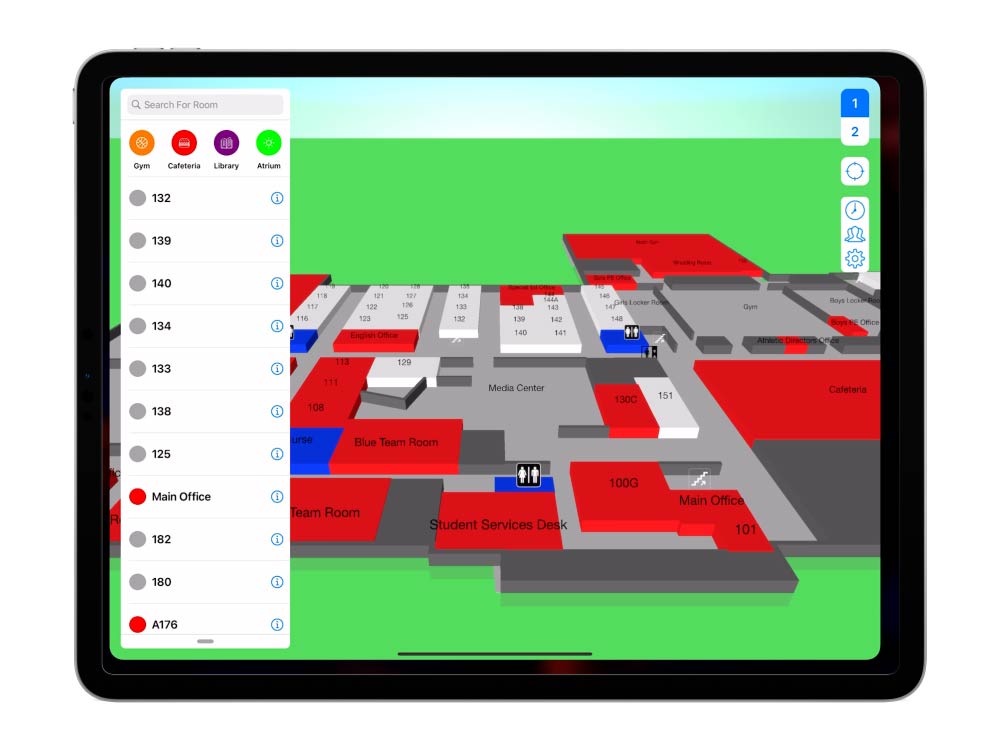 Search For Room
Gym
Cafeteria
Library
Atrium
132
139
140
134
133
138
125
Main Office
182
180
A176
1
2
Main Gym
Wrestling Room
Girls PE Office
Girls Locker Room
Gym
Boys Locker Roo
Boys PE Office
Athletic Directors Office
Cafeteria
118
117
116
120
128
121
127
122
126
123
125
English Office
135
134
133
132
Special Ed Office
144
144A
138
143
139
142
140
141
145
146
147
148
113
111
108
129
Media Center
130C
151
urse
Blue Team Room
Team Room
Student Services Desk
100G
Main Office
101